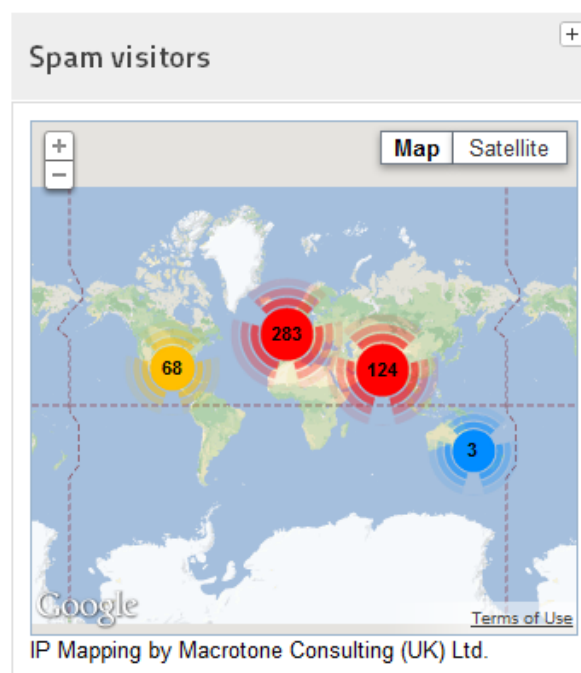 Spam visitors
+
+
Map Satellite
−
283
68 124
3
Google
Terms of Use
IP Mapping by Macrotone Consulting (UK) Ltd.